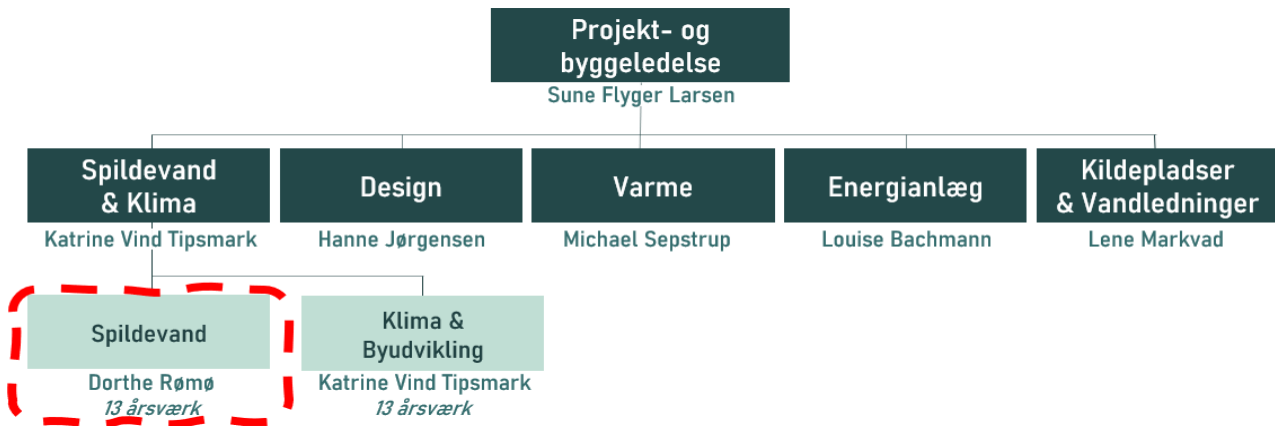 Projekt- og
byggeledelse
Sune Flyger Larsen
Spildevand
& Klima
Katrine Vind Tipsmark
Design
Hanne Jørgensen
Varme
Michael Sepstrup
Energianlæg
Louise Bachmann
Kildepladser
& Vandledninger
Lene Markvad
Spildevand
Dorthe Rømø
13 årsværk
Klima &
Byudvikling
Katrine Vind Tipsmark
13 årsværk